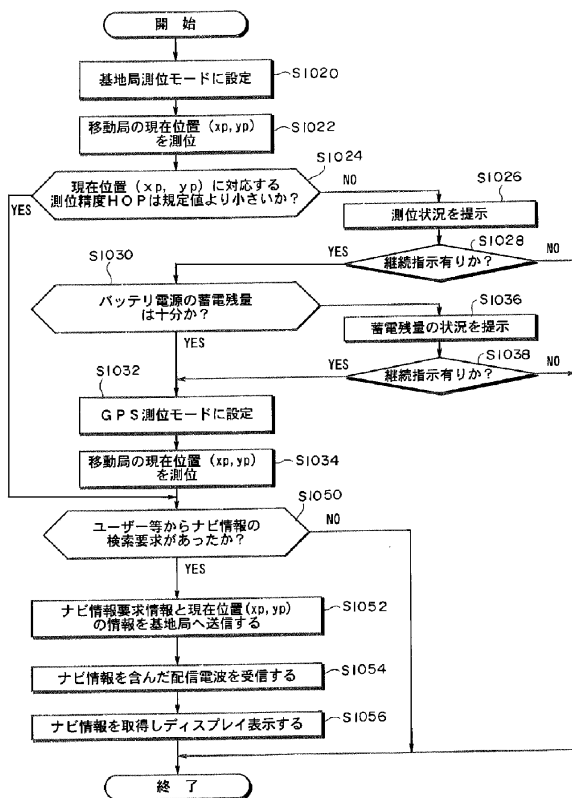 開 始
基地局測位モードに設定
S1020
移動局の現在位置 (xp,yp)
を測位
S1022
現在位置 (xp, yp) に対応する
測位精度HOPは規定値より小さいか?
S1024
YES
NO
S1026
測位状況を提示
S1028
継続指示有りか?
YES
NO
S1030
バッテリ電源の蓄電残量
は十分か?
YES
S1036
蓄電残量の状況を提示
S1038
継続指示有りか?
YES
NO
S1032
GPS測位モードに設定
移動局の現在位置 (xp,yp)
を測位
S1034
S1050
ユーザー等からナビ情報の
検索要求があったか?
NO
YES
ナビ情報要求情報と現在位置(xp,yp)
の情報を基地局へ送信する
S1052
ナビ情報を含んだ配信電波を受信する
S1054
ナビ情報を取得しディスプレイ表示する
S1056
終 了